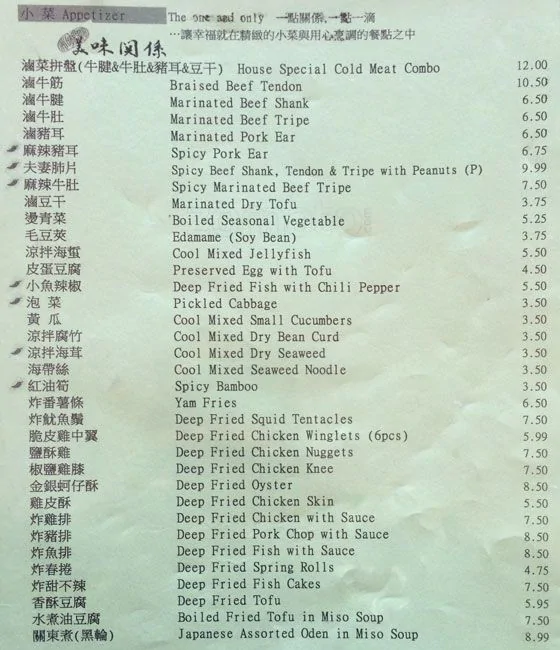 小 菜 Appetizer The one and only 一點關係,一點一滴
…讓幸福就在精緻的小菜與用心烹調的餐點之中
美味関係
滷菜拼盤(牛腱&牛肚&豬耳&豆干) House Special Cold Meat Combo 12.00
滷牛筋 Braised Beef Tendon 10.50
滷牛腱 Marinated Beef Shank 6.50
滷牛肚 Marinated Beef Tripe 6.50
滷豬耳 Marinated Pork Ear 6.50
麻辣豬耳 Spicy Pork Ear 6.75
夫妻肺片 Spicy Beef Shank, Tendon & Tripe with Peanuts (P) 9.99
麻辣牛肚 Spicy Marinated Beef Tripe 7.50
滷豆干 Marinated Dry Tofu 3.75
燙青菜 Boiled Seasonal Vegetable 5.25
毛豆莢 Edamame (Soy Bean) 3.75
涼拌海蜇 Cool Mixed Jellyfish 5.50
皮蛋豆腐 Preserved Egg with Tofu 4.50
小魚辣椒 Deep Fried Fish with Chili Pepper 5.50
泡 菜 Pickled Cabbage 3.50
黃 瓜 Cool Mixed Small Cucumbers 3.50
涼拌腐竹 Cool Mixed Dry Bean Curd 3.50
涼拌海茸 Cool Mixed Dry Seaweed 3.50
海帶絲 Cool Mixed Seaweed Noodle 3.50
紅油筍 Spicy Bamboo 3.50
炸番薯條 Yam Fries 6.50
炸魷魚鬚 Deep Fried Squid Tentacles 7.50
脆皮雞中翼 Deep Fried Chicken Winglets (6pcs) 5.99
鹽酥雞 Deep Fried Chicken Nuggets 7.50
椒鹽雞膝 Deep Fried Chicken Knee 7.50
金銀蚵仔酥 Deep Fried Oyster 8.50
雞皮酥 Deep Fried Chicken Skin 5.50
炸雞排 Deep Fried Chicken with Sauce 7.50
炸豬排 Deep Fried Pork Chop with Sauce 8.50
炸魚排 Deep Fried Fish with Sauce 8.50
炸春捲 Deep Fried Spring Rolls 4.75
炸甜不辣 Deep Fried Fish Cakes 7.50
香酥豆腐 Deep Fried Tofu 5.95
水煮油豆腐 Boiled Fried Tofu in Miso Soup 7.50
關東煮(黑輪) Japanese Assorted Oden in Miso Soup 8.99